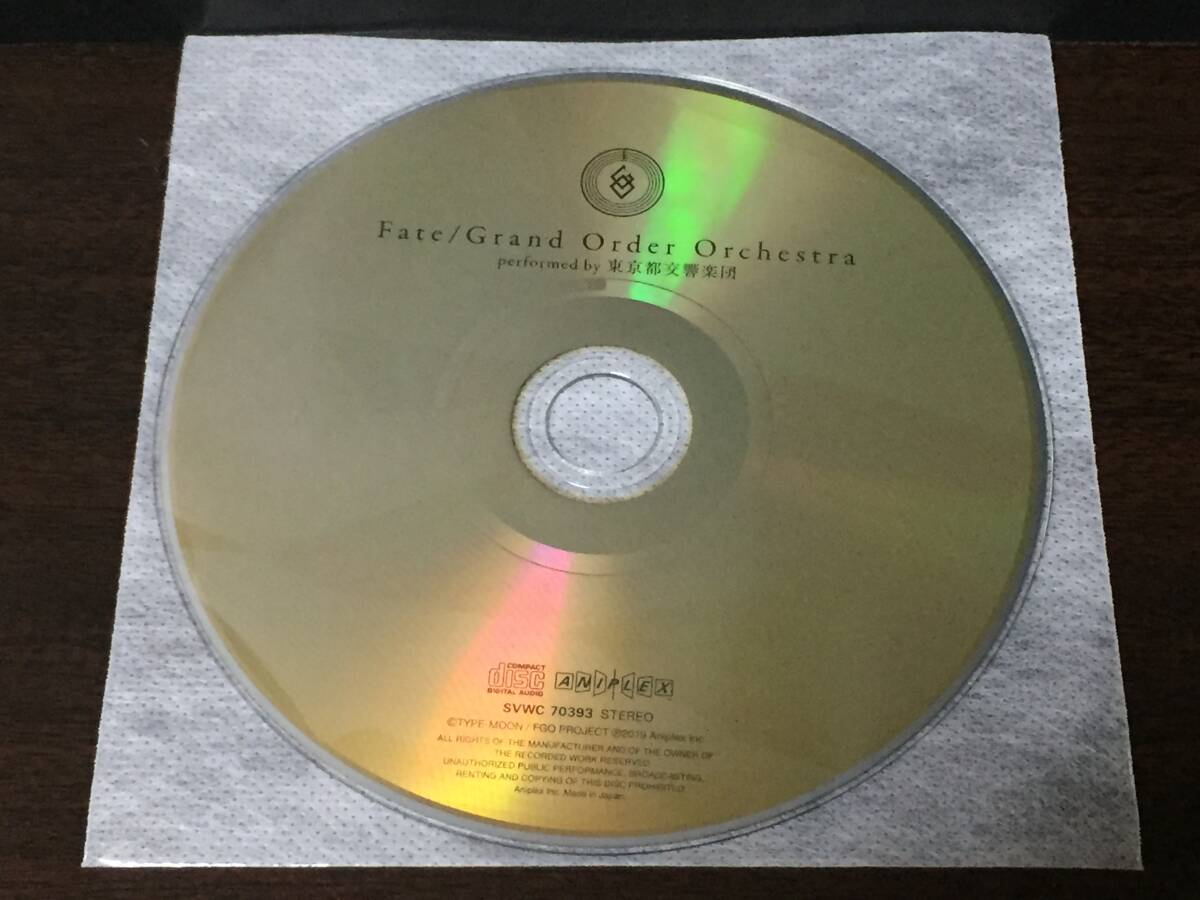 Fate/Grand Order Orchestra
performed by 東京都交響楽団
COMPACT
disc
DIGITAL AUDIO
ANIPLEX
SVWC 70393 STEREO
©TYPE-MOON / FGO PROJECT ℗2019 Aniplex Inc.
ALL RIGHTS OF THE MANUFACTURER AND OF THE OWNER OF
THE RECORDED WORK RESERVED.
UNAUTHORIZED PUBLIC PERFORMANCE, BROADCASTING,
RENTING AND COPYING OF THIS DISC PROHIBITED.
Aniplex Inc. Made in Japan.